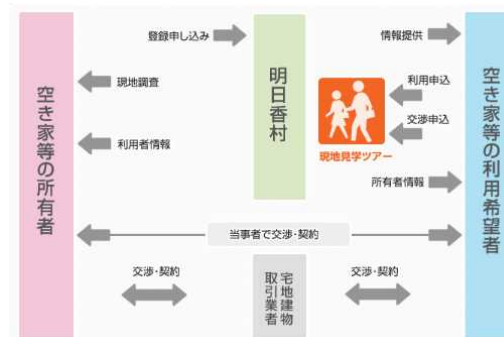 空き家等の所有者
登録申し込み
現地調査
利用者情報
明日香村
情報提供
利用申込
交渉申込
現地見学ツアー
所有者情報
空き家等の利用希望者
当事者で交渉・契約
交渉・契約
宅地建物
取引業者
交渉・契約